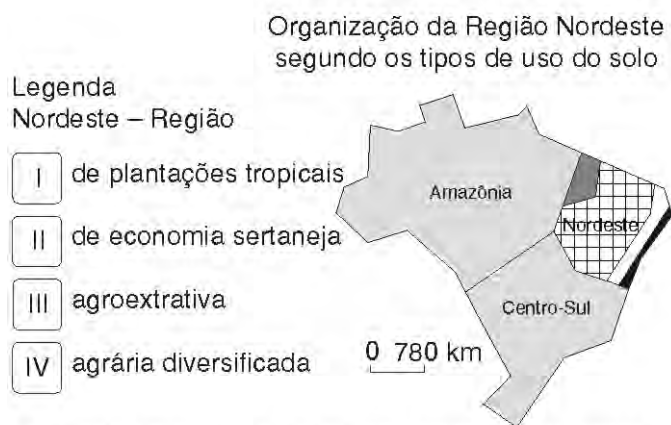 Organização da Região Nordeste
segundo os tipos de uso do solo
Legenda
Nordeste – Região
I de plantações tropicais
II de economia sertaneja
III agroextrativa
IV agrária diversificada
Amazônia
Nordeste
Centro-Sul
0 780 km